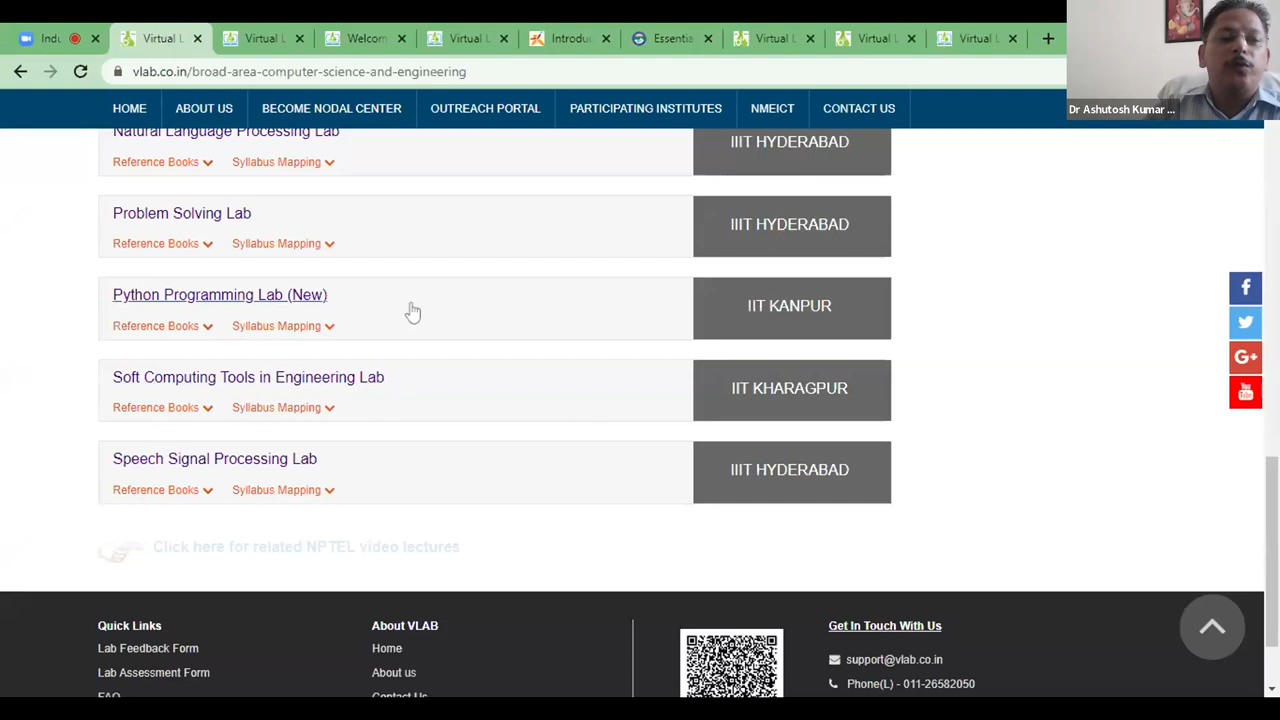 Indu
Virtual L
Virtual L
Welcom
Virtual L
Introduc
Essentia
Virtual L
Virtual L
Virtual L
vlab.co.in/broad-area-computer-science-and-engineering
Dr Ashutosh Kumar ...
HOME
ABOUT US
BECOME NODAL CENTER
OUTREACH PORTAL
PARTICIPATING INSTITUTES
NMEICT
CONTACT US
Natural Language Processing Lab
IIIT HYDERABAD
Reference Books
Syllabus Mapping
Problem Solving Lab
IIIT HYDERABAD
Reference Books
Syllabus Mapping
Python Programming Lab (New)
IIT KANPUR
Reference Books
Syllabus Mapping
Soft Computing Tools in Engineering Lab
IIT KHARAGPUR
Reference Books
Syllabus Mapping
Speech Signal Processing Lab
IIIT HYDERABAD
Reference Books
Syllabus Mapping
Click here for related NPTEL video lectures
Quick Links
Lab Feedback Form
Lab Assessment Form
FAQ
About VLAB
Home
About us
Contact Us
Get In Touch With Us
support@vlab.co.in
Phone(L) - 011-26582050